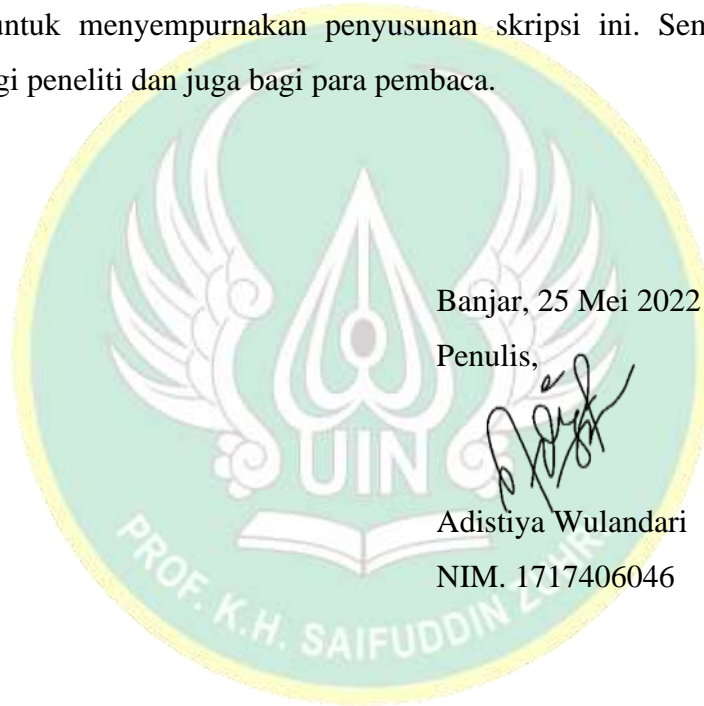 untuk menyempurnakan penyusunan skripsi ini.
gi peneliti dan juga bagi para pembaca.
Banjar, 25 Mei 2022
Penulis,
Adistiya Wulandari
NIM. 1717406046
UIN
PROF. K.H. SAIFUDDIN ZUHRI